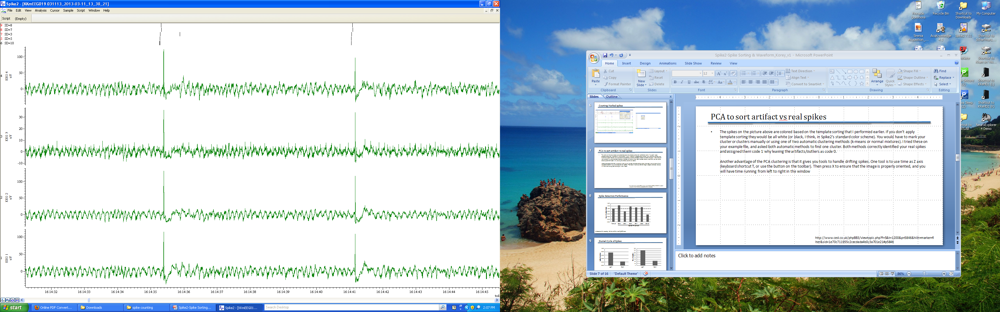 Spike2 - [KKmEEG019 031113_2013-03-11_13_38_21]
File Edit View Analysis Cursor Sample Script Window Help
Script (Empty)
9 SD=8
8 SD=7
7 SD=3
5 SD=5
6 SD=10
100
50
0
4 EEG 4 uV
30
20
10
0
-10
3 EEG 3 uV
100
50
0
2 EEG 2 uV
100
50
0
1 EEG 1 uV
16:14:32 16:14:33 16:14:34 16:14:35 16:14:36 16:14:37 16:14:38 16:14:39 16:14:40 16:14:41 16:14:42 16:14:43 16:14:44 16:14:45
tod
start Online PDF Convert... Downloads spike counting Spike2-Spike Sorting... Spike2 - [KKmEEG01... Search Desktop 2:07 PM
Pinnacle Questions
Recycle Bin
Shortcut to Downloads
My Computer
Sirenia Acquisition_...
AcqKnowledge 4.1
Spike2 7.11
Shortcut to Scharfman...
Shortcut to
Shortcut to KKeHD1 (L)
Shortcut to KKeHD2 (K)
NeuroExplorer 4 Demo
Spike2-Spike Sorting & Waveform_Korey_v1 - Microsoft PowerPoint
Home Insert Design Animations Slide Show Review View
Paste
Cut
Copy
Format Painter
Clipboard
New Slide
Layout
Reset
Delete
Slides
12
Font
Text Direction
Align Text
Convert to SmartArt
Paragraph
Arrange
Quick Styles
Shape Fill
Shape Outline
Shape Effects
Drawing
Find
Replace
Select
Editing
Slides Outline
6
Counting Marked spikes
7
PCA to sort artifact vs real spikes
8
Spike Detection Performance
9
Diurnal Cycle of Spikes
PCA to sort artifact vs real spikes
• The spikes on the picture above are colored based on the template sorting that I performed earlier. If you don't apply
template sorting they would be all white (or black, I think, in Spike2's standard color scheme). You would have to mark your
cluster or clusters manually or using one of two automatic clustering methods (k-means or normal mixtures). I tried these on
your example file, and asked both automatic methods to find one cluster. Both methods correctly identified your real spikes
and assigned them code 1 why leaving the artifacts/outliers as code 0.
Another advantage of the PCA clustering is that it gives you tools to handle drifting spikes. One tool is to use time as Z axis
(keyboard shortcut T, or use the button on the toolbar). Then press X to ensure that the image is properly oriented, and you
will have time running from left to right in the window
http://www.ced.co.uk/phpBB3/viewtopic.php?f=5&t=1200&p=5846&hilit=marker+fi
lter&sid=1e70c711955c2cecdada4b0c3a701e21#p5846
Click to add notes
Slide 7 of 16 "Default Theme" 86%